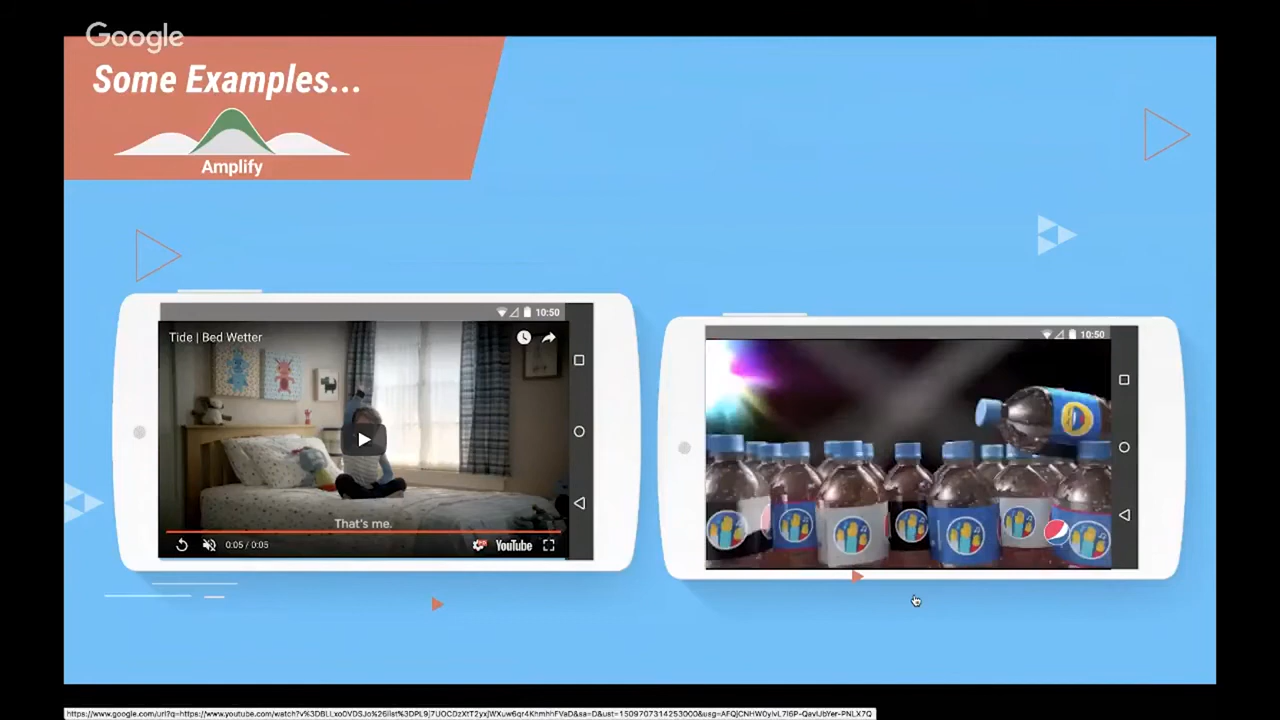 Google
Some Examples...
Amplify
10:50
Tide | Bed Wetter
That's me.
0:05 / 0:05
YouTube
10:50